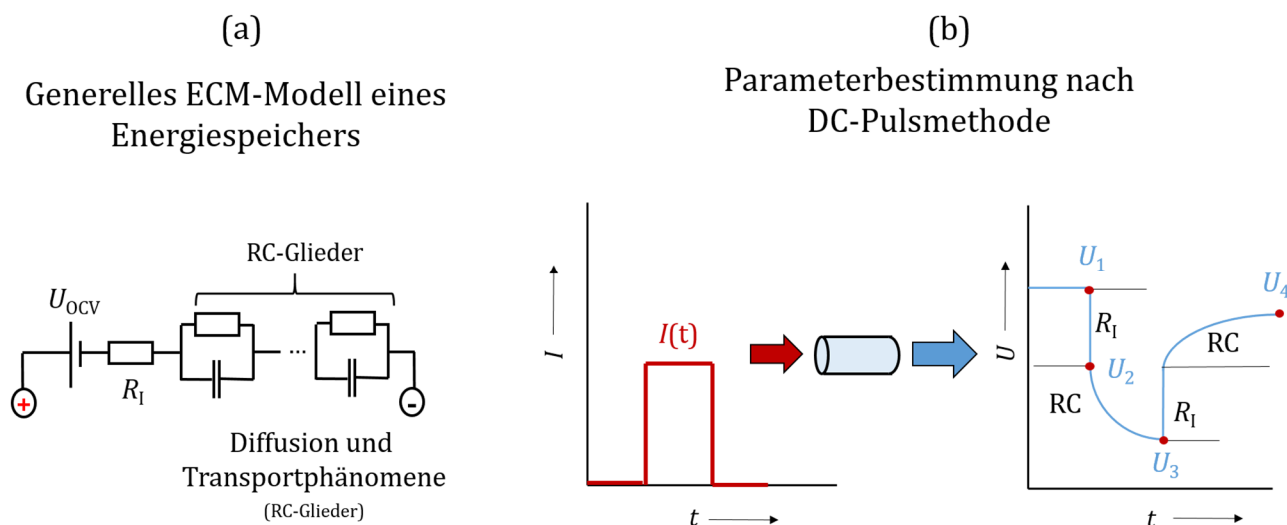 (a)
Generelles ECM-Modell eines
Energiespeichers
RC-Glieder
U_OCV
R_I
...
+
-
Diffusion und
Transportphänomene
(RC-Glieder)
(b)
Parameterbestimmung nach
DC-Pulsmethode
I
I(t)
t
U
U_1
U_4
R_I
RC
U_2
RC
R_I
U_3
t